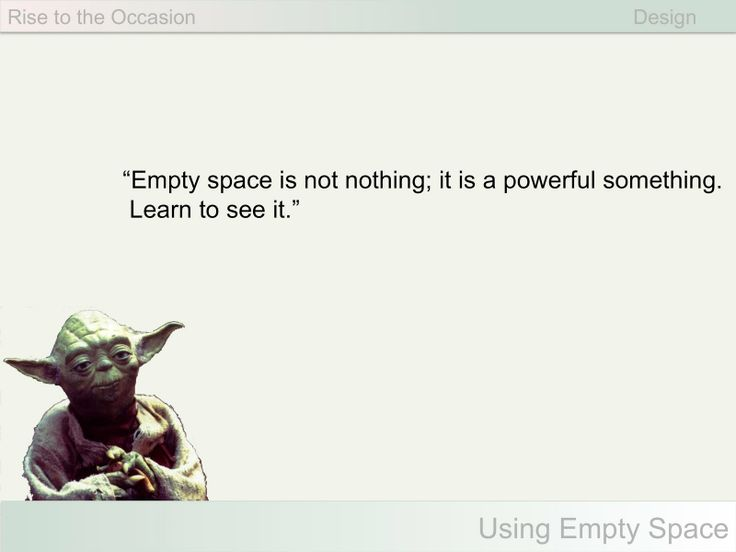 Rise to the Occasion Design
“Empty space is not nothing; it is a powerful something.
Learn to see it.”
Using Empty Space